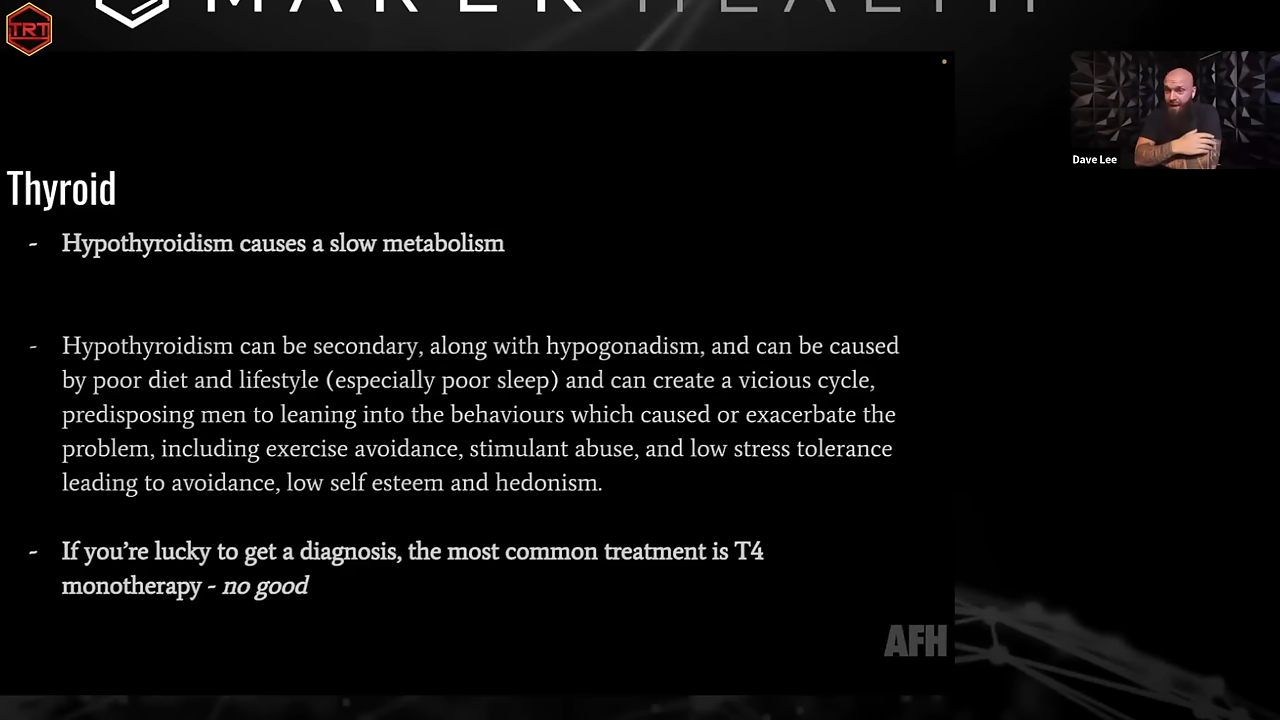 MAREK HEALTH
TRT
Dave Lee
Thyroid
- Hypothyroidism causes a slow metabolism
- Hypothyroidism can be secondary, along with hypogonadism, and can be caused
by poor diet and lifestyle (especially poor sleep) and can create a vicious cycle,
predisposing men to leaning into the behaviours which caused or exacerbate the
problem, including exercise avoidance, stimulant abuse, and low stress tolerance
leading to avoidance, low self esteem and hedonism.
- If you’re lucky to get a diagnosis, the most common treatment is T4
monotherapy - no good
AFH